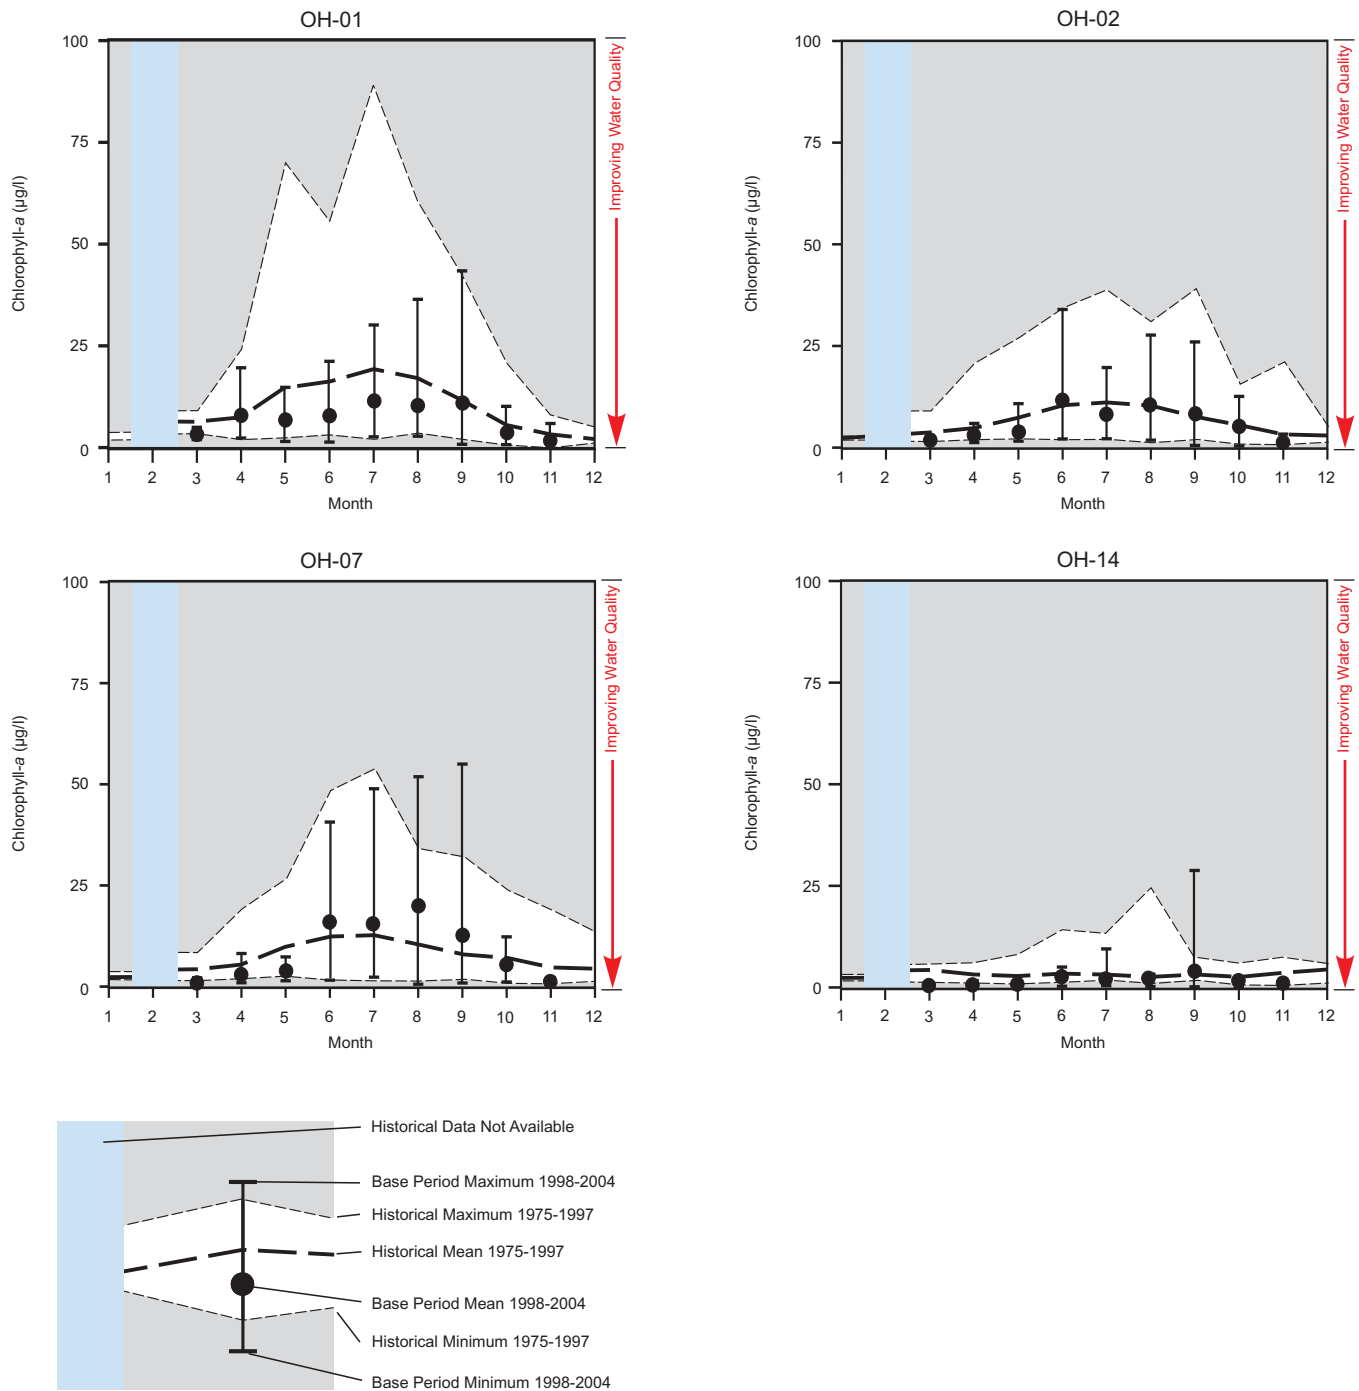 OH-01
100
75
50
25
0
Chlorophyll-a (µg/l)
1 2 3 4 5 6 7 8 9 10 11 12
Month
Improving Water Quality
OH-02
100
75
50
25
0
Chlorophyll-a (µg/l)
1 2 3 4 5 6 7 8 9 10 11 12
Month
Improving Water Quality
OH-07
100
75
50
25
0
Chlorophyll-a (µg/l)
1 2 3 4 5 6 7 8 9 10 11 12
Month
Improving Water Quality
OH-14
100
75
50
25
0
Chlorophyll-a (µg/l)
1 2 3 4 5 6 7 8 9 10 11 12
Month
Improving Water Quality
Historical Data Not Available
Base Period Maximum 1998-2004
Historical Maximum 1975-1997
Historical Mean 1975-1997
Base Period Mean 1998-2004
Historical Minimum 1975-1997
Base Period Minimum 1998-2004